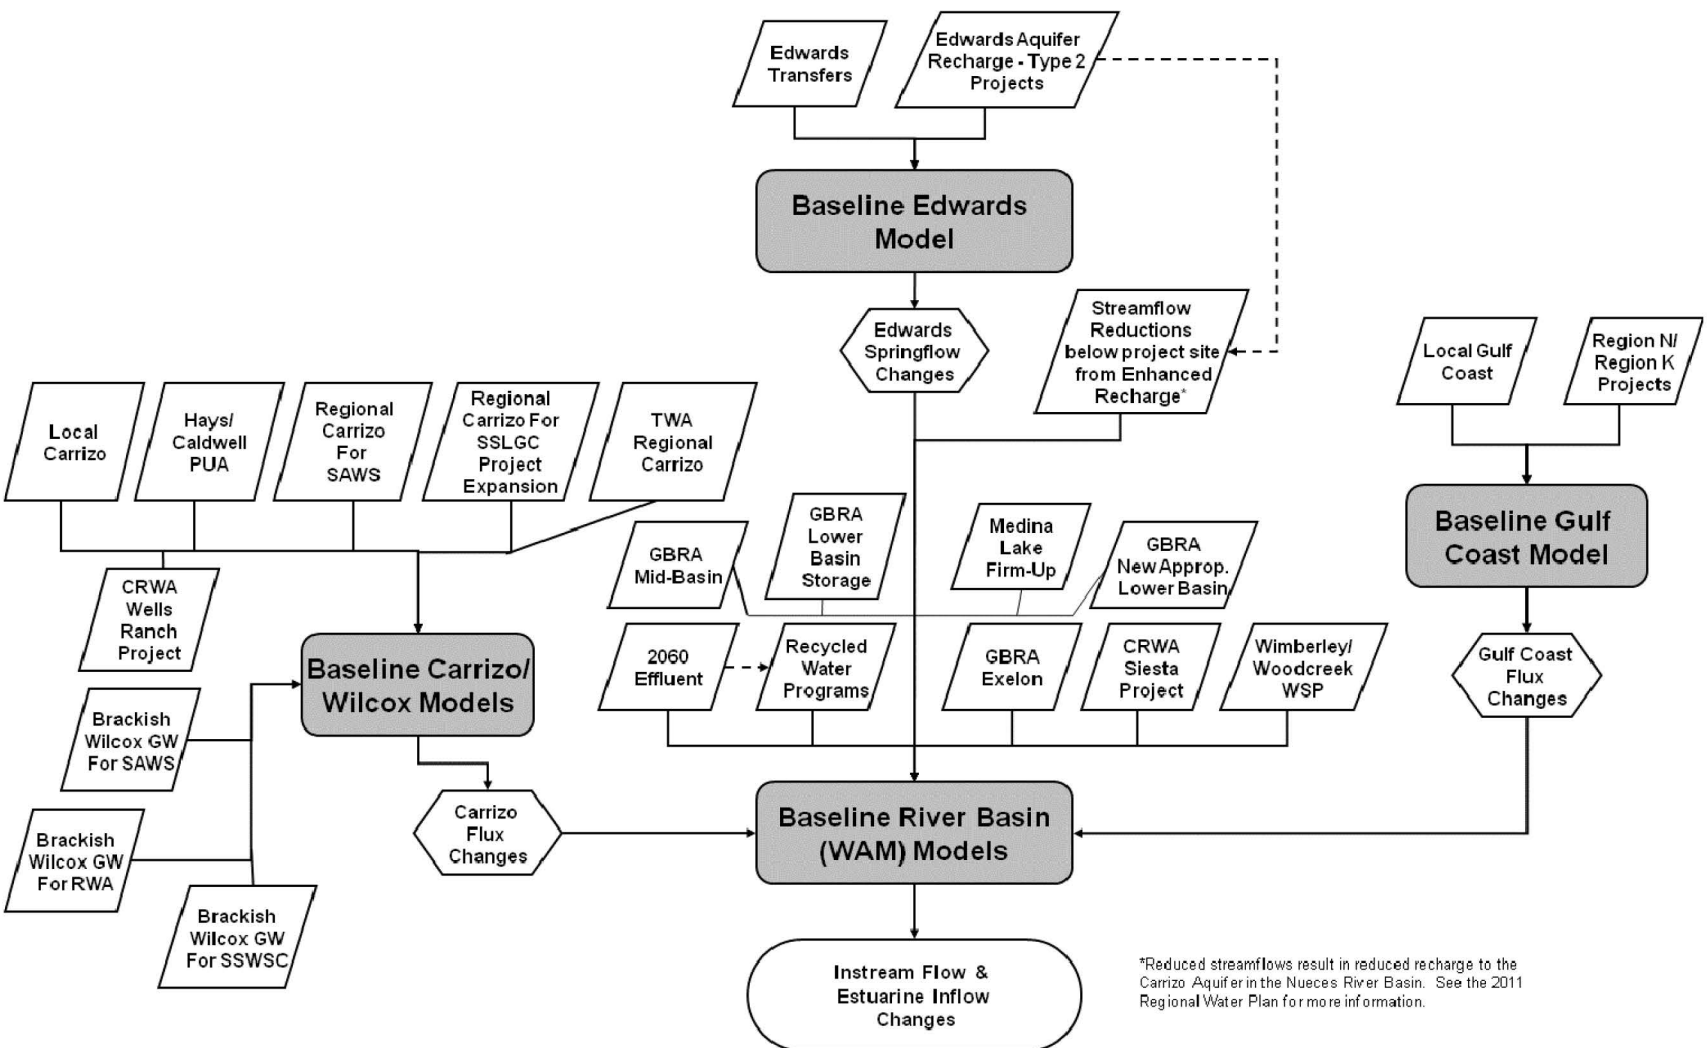 Edwards
Transfers
Edwards Aquifer
Recharge - Type 2
Projects
Baseline Edwards
Model
Edwards
Springflow
Changes
Streamflow
Reductions
below project site
from Enhanced
Recharge*
Local Gulf
Coast
Region N/
Region K
Projects
Baseline Gulf
Coast Model
Gulf Coast
Flux
Changes
Local
Carrizo
Hays/
Caldwell
PUA
Regional
Carrizo
For
SAWS
Regional
Carrizo For
SSLGC
Project
Expansion
TWA
Regional
Carrizo
CRWA
Wells
Ranch
Project
Baseline Carrizo/
Wilcox Models
Brackish
Wilcox GW
For SAWS
Brackish
Wilcox GW
For RWA
Brackish
Wilcox GW
For SSWSC
Carrizo
Flux
Changes
GBRA
Mid-Basin
GBRA
Lower
Basin
Storage
Medina
Lake
Firm-Up
GBRA
New Approp.
Lower Basin
2060
Effluent
Recycled
Water
Programs
GBRA
Exelon
CRWA
Siesta
Project
Wimberley/
Woodcreek
WSP
Baseline River Basin
(WAM) Models
Instream Flow &
Estuarine Inflow
Changes
*Reduced streamflows result in reduced recharge to the
Carrizo Aquifer in the Nueces River Basin. See the 2011
Regional Water Plan for more information.